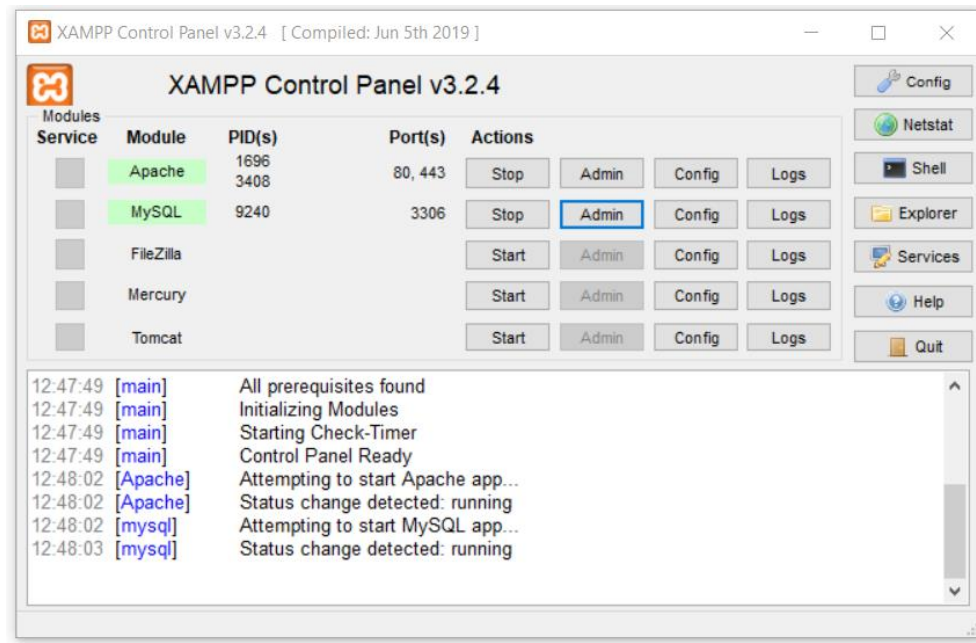 XAMPP Control Panel v3.2.4 [ Compiled: Jun 5th 2019 ]
XAMPP Control Panel v3.2.4
Config
Modules
Service Module PID(s) Port(s) Actions
Netstat
Apache 1696 3408 80, 443 Stop Admin Config Logs
Shell
MySQL 9240 3306 Stop Admin Config Logs
Explorer
FileZilla Start Admin Config Logs
Services
Mercury Start Admin Config Logs
Help
Tomcat Start Admin Config Logs
Quit
12:47:49 [main] All prerequisites found
12:47:49 [main] Initializing Modules
12:47:49 [main] Starting Check-Timer
12:47:49 [main] Control Panel Ready
12:48:02 [Apache] Attempting to start Apache app...
12:48:02 [Apache] Status change detected: running
12:48:02 [mysql] Attempting to start MySQL app...
12:48:03 [mysql] Status change detected: running